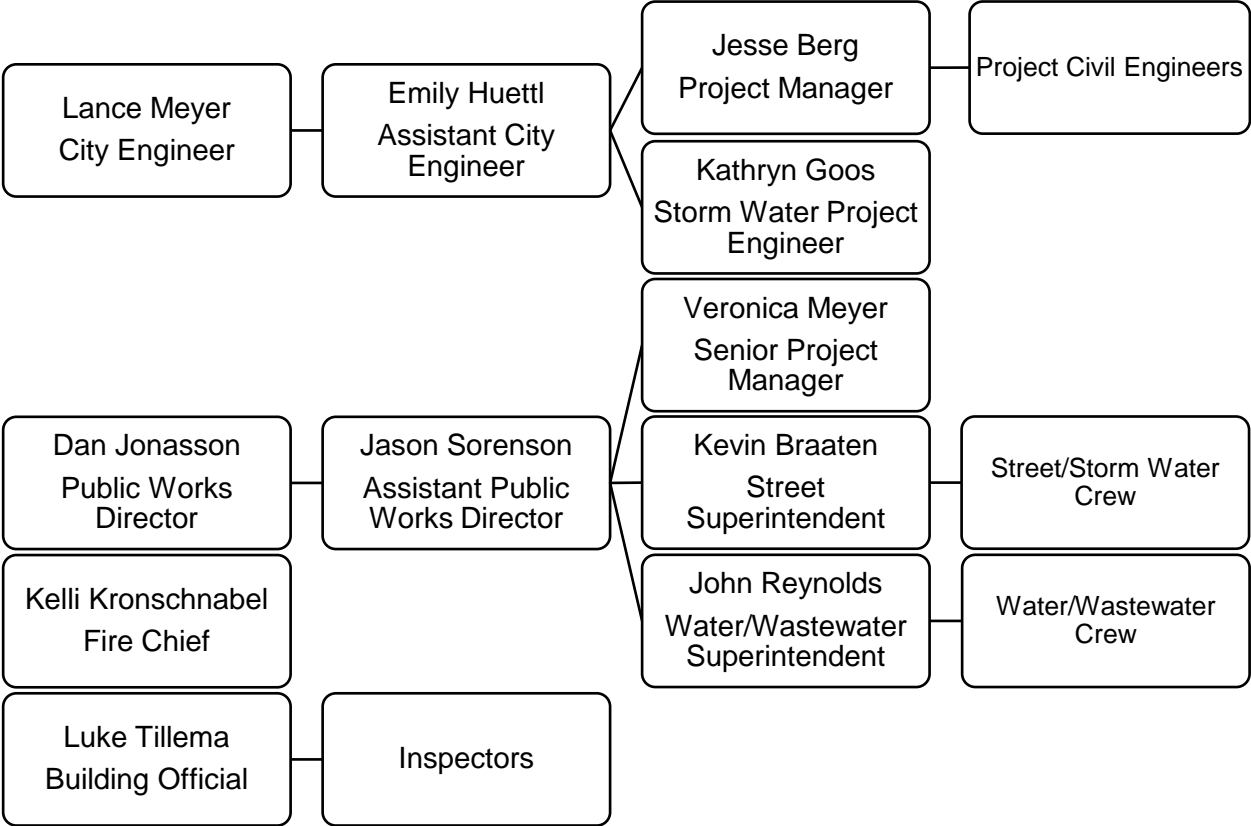 Lance Meyer
City Engineer
Emily Huettl
Assistant City
Engineer
Jesse Berg
Project Manager
Project Civil Engineers
Kathryn Goos
Storm Water Project
Engineer
Dan Jonasson
Public Works
Director
Jason Sorenson
Assistant Public
Works Director
Veronica Meyer
Senior Project
Manager
Kevin Braaten
Street
Superintendent
Street/Storm Water
Crew
John Reynolds
Water/Wastewater
Superintendent
Water/Wastewater
Crew
Kelli Kronschnabel
Fire Chief
Luke Tillema
Building Official
Inspectors